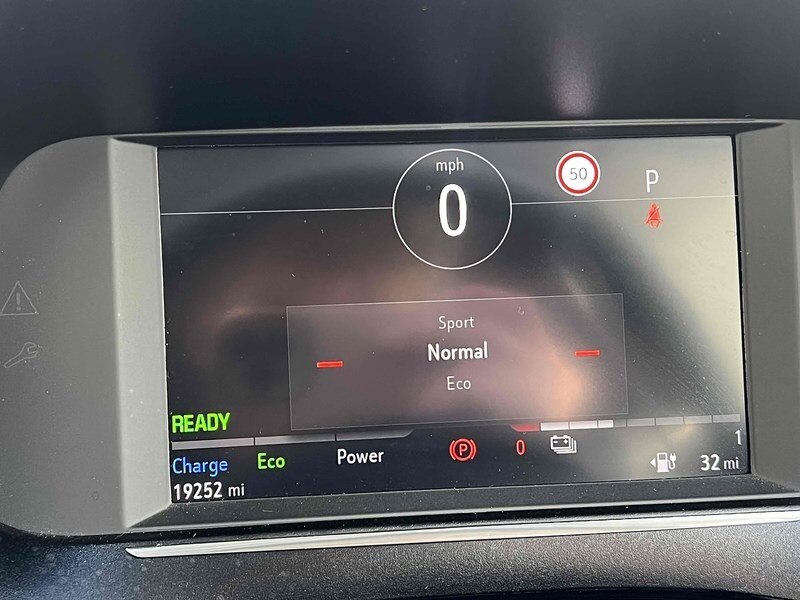 mph
0
50
P
Sport
Normal
Eco
READY
Charge Eco Power
P
0
1
19252 mi
32 mi